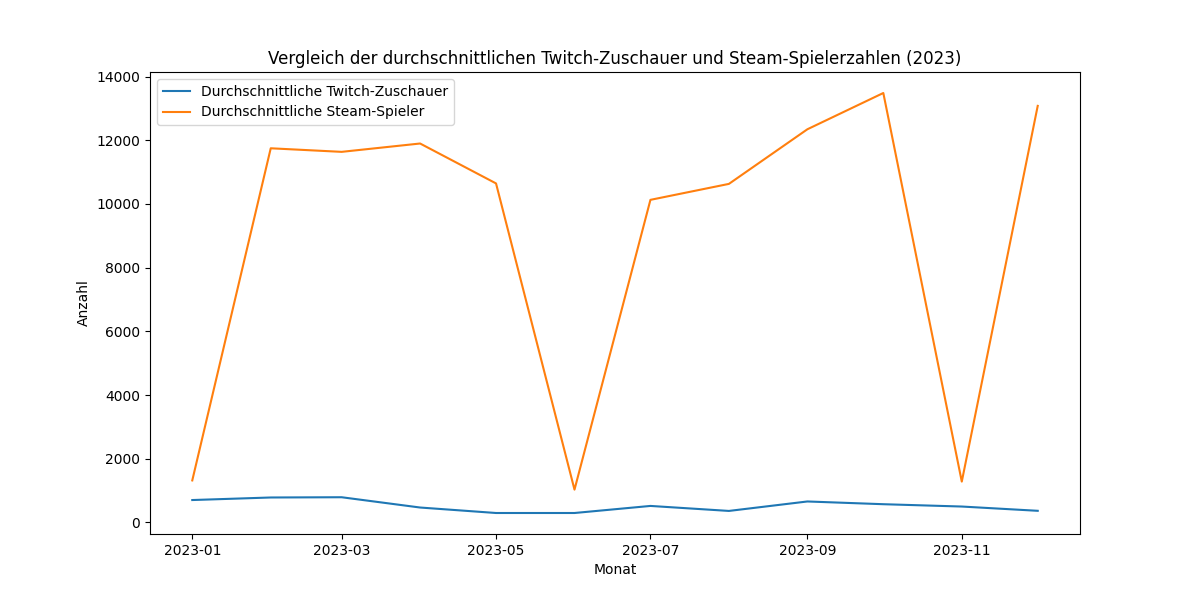 Vergleich der durchschnittlichen Twitch-Zuschauer und Steam-Spielerzahlen (2023)
Durchschnittliche Twitch-Zuschauer
Durchschnittliche Steam-Spieler
14000
12000
10000
8000
6000
4000
2000
0
Anzahl
2023-01 2023-03 2023-05 2023-07 2023-09 2023-11
Monat